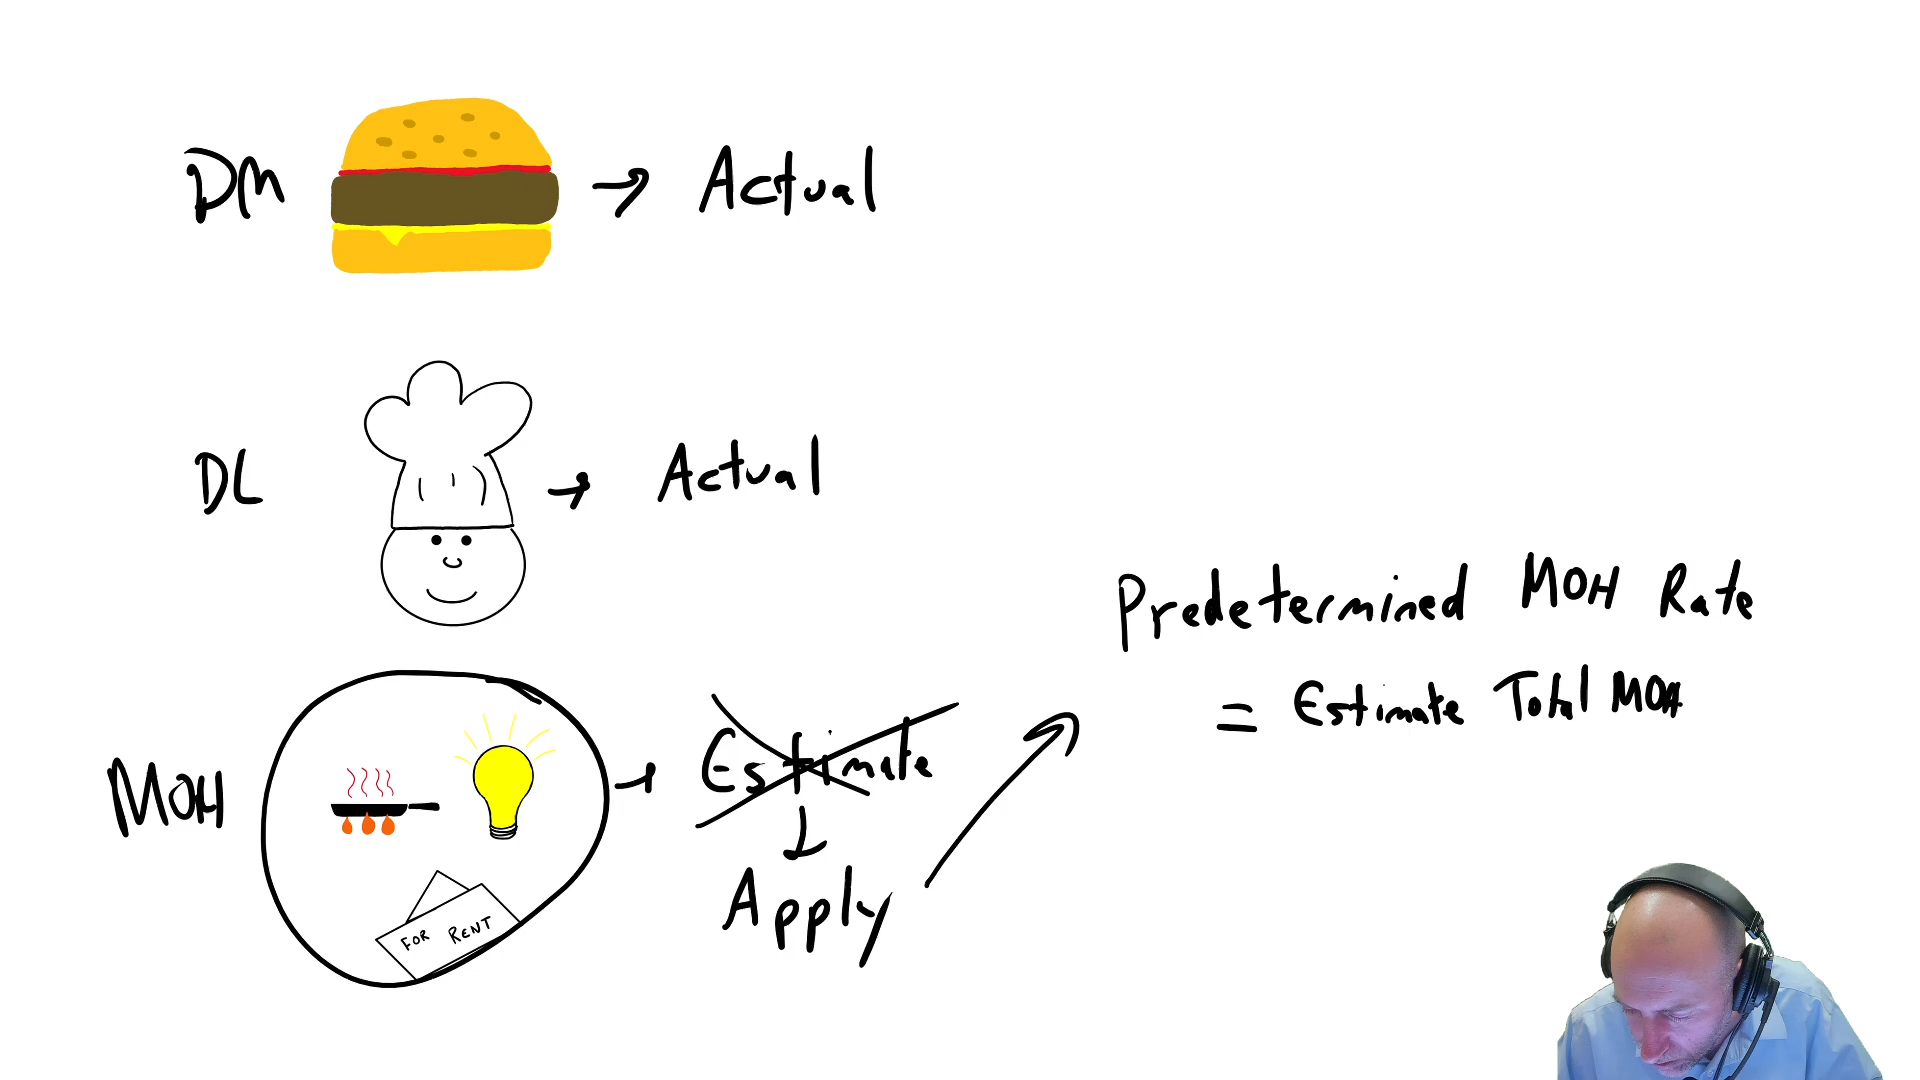 DM → Actual
DL → Actual
Predetermined MOH Rate
= Estimate Total MOH
MOH → Estimate
Apply
FOR RENT